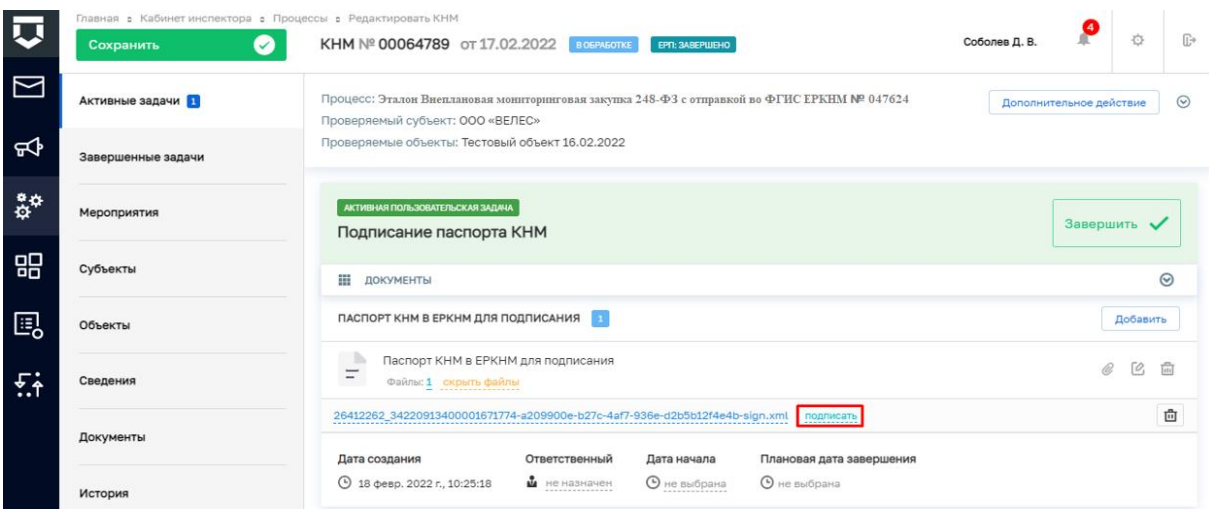 Главная Кабинет инспектора Процессы Редактировать КНМ
Сохранить
КНМ № 00064789 от 17.02.2022 В ОБРАБОТКЕ ЕРП: ЗАВЕРШЕНО
Соболев Д. В.
4
Активные задачи 1
Завершенные задачи
Мероприятия
Субъекты
Объекты
Сведения
Документы
История
Процесс: Эталон Внеплановая мониторинговая закупка 248-ФЗ с отправкой во ФГИС ЕРКНМ № 047624
Дополнительное действие
Проверяемый субъект: ООО «ВЕЛЕС»
Проверяемые объекты: Тестовый объект 16.02.2022
АКТИВНАЯ ПОЛЬЗОВАТЕЛЬСКАЯ ЗАДАЧА
Подписание паспорта КНМ
Завершить
ДОКУМЕНТЫ
ПАСПОРТ КНМ В ЕРКНМ ДЛЯ ПОДПИСАНИЯ 1
Добавить
Паспорт КНМ в ЕРКНМ для подписания
Файлы: 1 скрыть файлы
26412262_34220913400001671774-a209900e-b27c-4af7-936e-d2b5b12f4e4b-sign.xml подписать
Дата создания Ответственный Дата начала Плановая дата завершения
18 февр. 2022 г., 10:25:18 не назначен не выбрана не выбрана